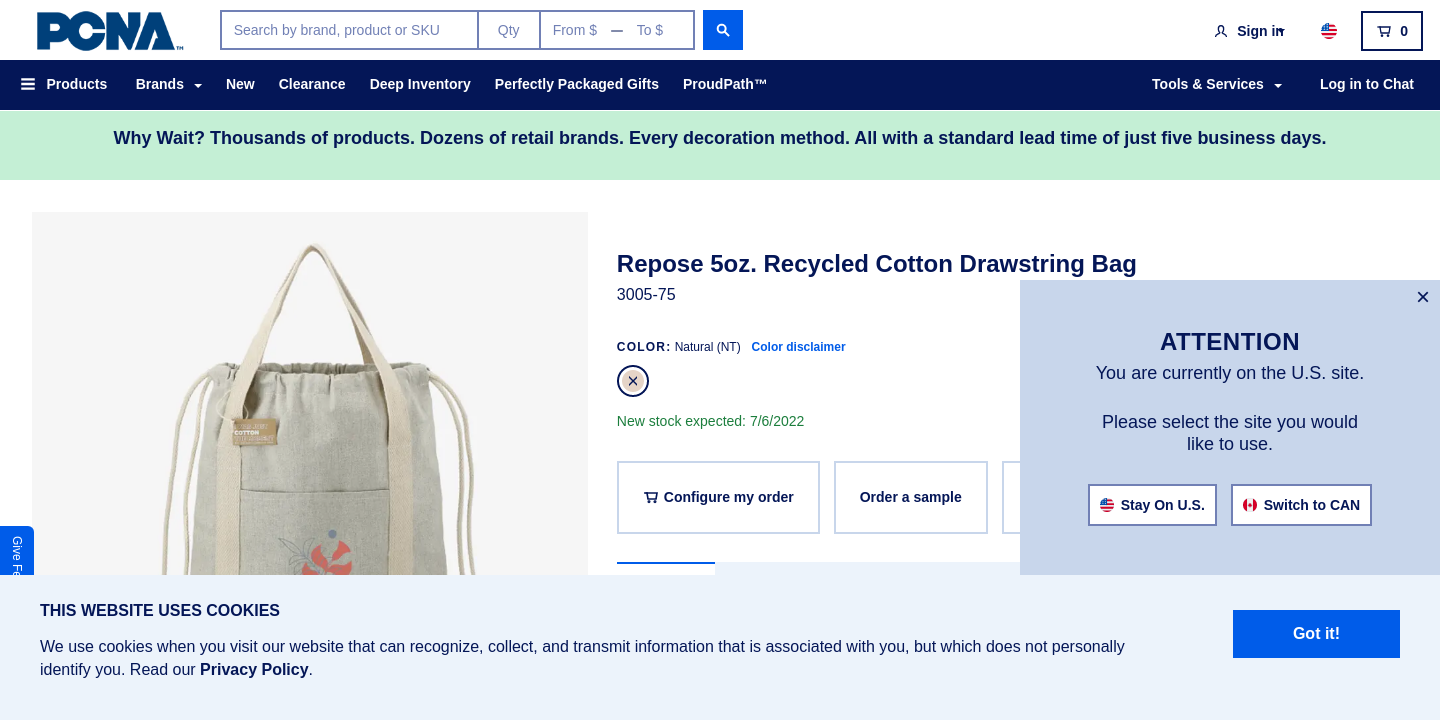 PCNA™
Search by brand, product or SKU
Qty
From $ — To $
Sign in
0
Products
Brands
New
Clearance
Deep Inventory
Perfectly Packaged Gifts
ProudPath™
Tools & Services
Log in to Chat
Why Wait? Thousands of products. Dozens of retail brands. Every decoration method. All with a standard lead time of just five business days.
Repose 5oz. Recycled Cotton Drawstring Bag
3005-75
COLOR: Natural (NT) Color disclaimer
New stock expected: 7/6/2022
Configure my order
Order a sample
×
ATTENTION
You are currently on the U.S. site.
Please select the site you would
like to use.
Stay On U.S.
Switch to CAN
COTTON
Give Fe
THIS WEBSITE USES COOKIES
We use cookies when you visit our website that can recognize, collect, and transmit information that is associated with you, but which does not personally
identify you. Read our Privacy Policy.
Got it!